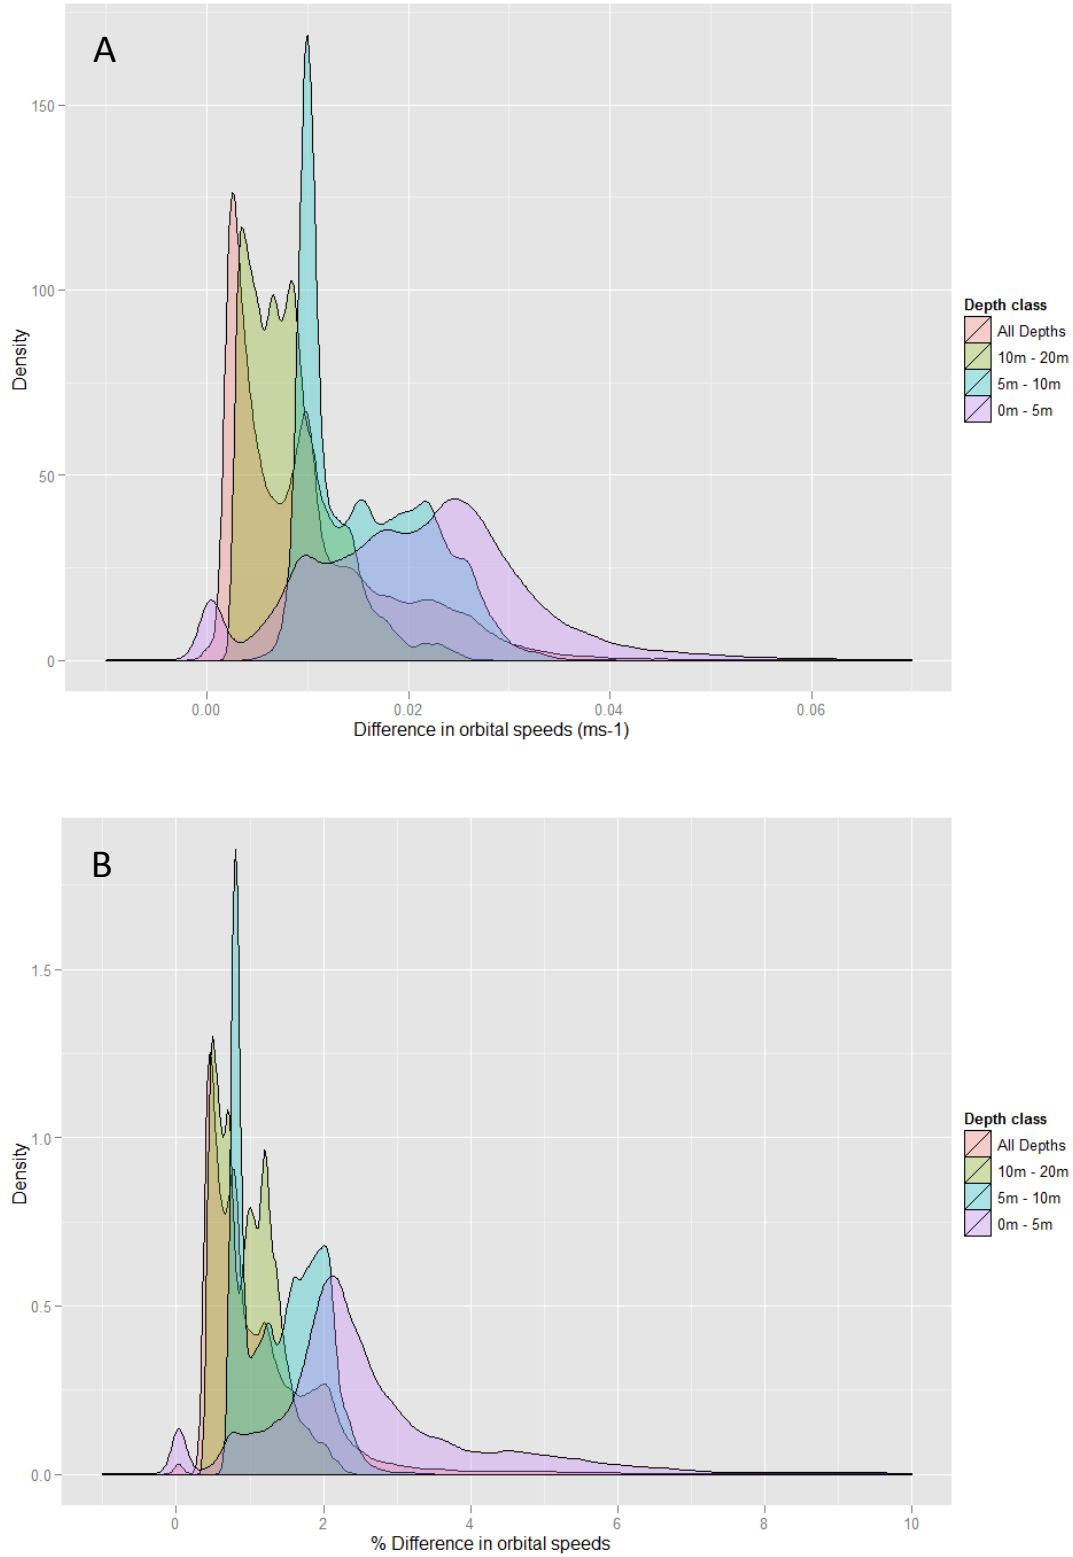 A
150
100
50
0
Density
0.00 0.02 0.04 0.06
Difference in orbital speeds (ms-1)
Depth class
All Depths
10m - 20m
5m - 10m
0m - 5m
B
1.5
1.0
0.5
0.0
Density
0 2 4 6 8 10
% Difference in orbital speeds
Depth class
All Depths
10m - 20m
5m - 10m
0m - 5m